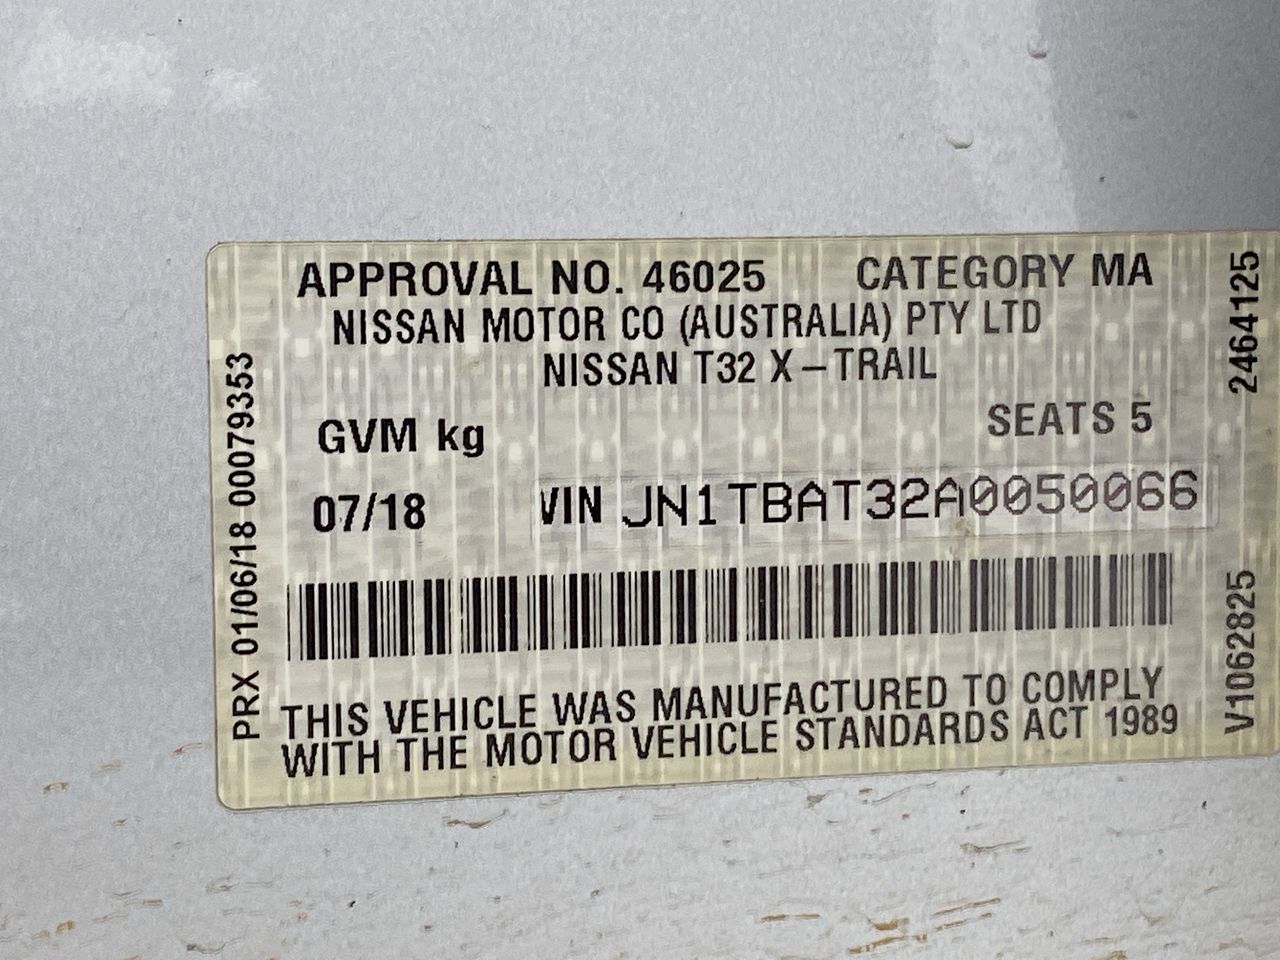 APPROVAL NO. 46025 CATEGORY MA
NISSAN MOTOR CO (AUSTRALIA) PTY LTD
NISSAN T32 X-TRAIL
GVM kg SEATS 5
07/18 VIN JN1TBAT32A0050066
THIS VEHICLE WAS MANUFACTURED TO COMPLY
WITH THE MOTOR VEHICLE STANDARDS ACT 1989
PRX 01/06/18 00079353
V1062825 24641125